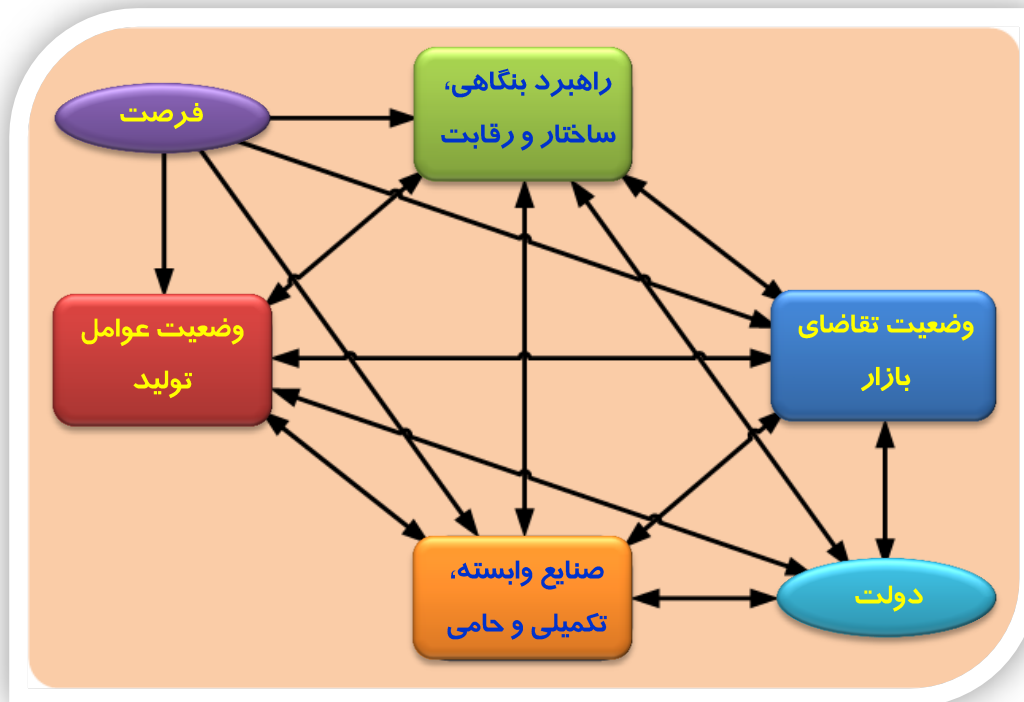 راهبرد بنگاهی،
ساختار و رقابت
فرصت
وضعیت تقاضای
بازار
وضعیت عوامل
تولید
صنایع وابسته،
تکمیلی و حامی
دولت